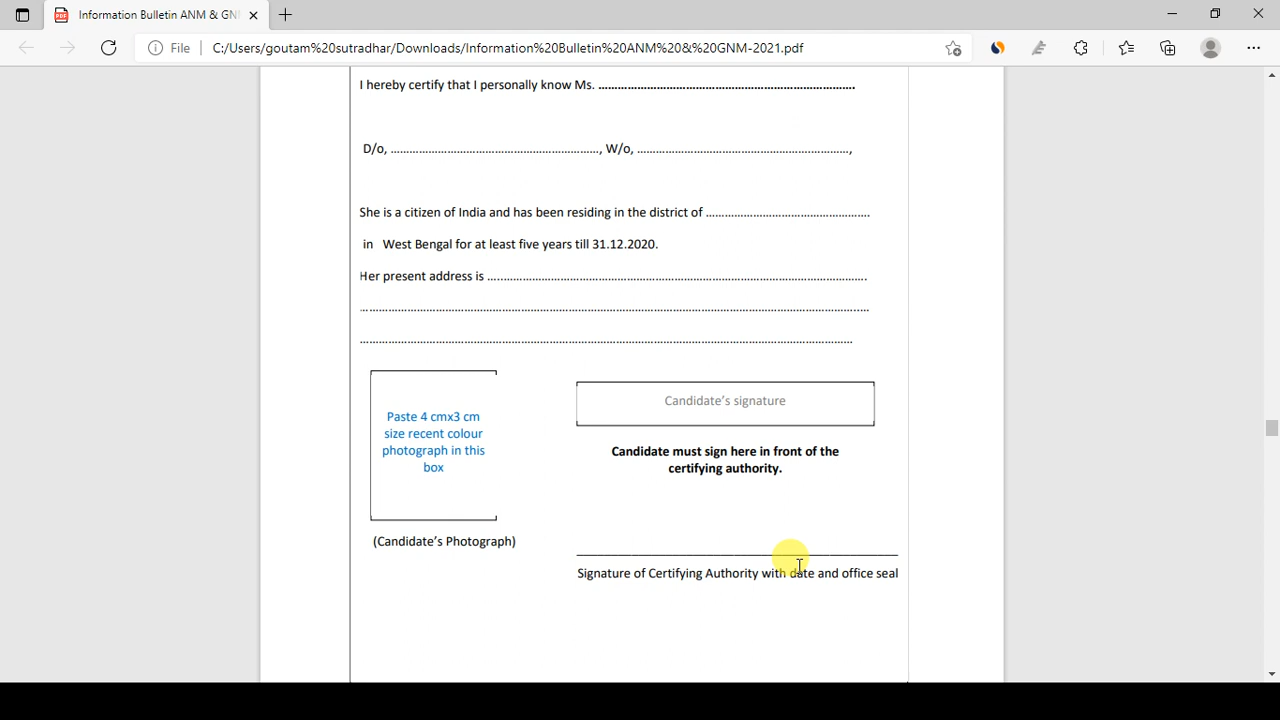 Information Bulletin ANM & GN
File
C:/Users/goutam%20sutradhar/Downloads/Information%20Bulletin%20ANM%20&%20GNM-2021.pdf
I hereby certify that I personally know Ms. ................................................................................
D/o, ................................................................, W/o, ................................................................,
She is a citizen of India and has been residing in the district of ..................................................
in West Bengal for at least five years till 31.12.2020.
Her present address is ................................................................................................................
................................................................................................................................................
................................................................................................................................................
Paste 4 cmx3 cm
size recent colour
photograph in this
box
(Candidate's Photograph)
Candidate's signature
Candidate must sign here in front of the
certifying authority.
Signature of Certifying Authority with date and office seal